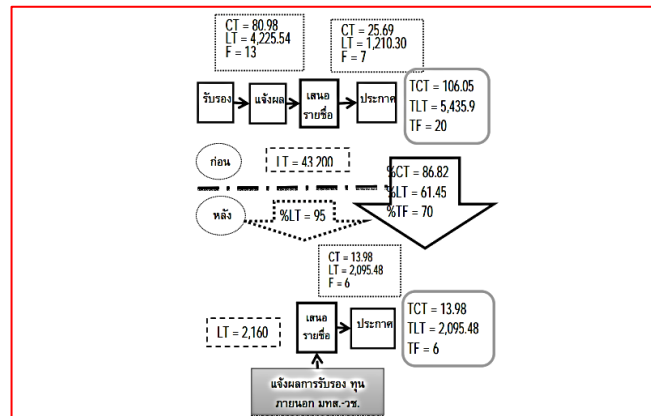 CT = 80.98
LT = 4,225.54
F = 13
CT = 25.69
LT = 1,210.30
F = 7
รับรอง
แจ้งผล
เสนอ
รายชื่อ
ประกาศ
TCT = 106.05
TLT = 5,435.9
TF = 20
ก่อน
LT = 43 200
%CT = 86.82
%LT = 61.45
%TF = 70
หลัง
%LT = 95
CT = 13.98
LT = 2,095.48
F = 6
LT = 2,160
เสนอ
รายชื่อ
ประกาศ
TCT = 13.98
TLT = 2,095.48
TF = 6
แจ้งผลการรับรอง ทุน
ภายนอก มทส.-วช.